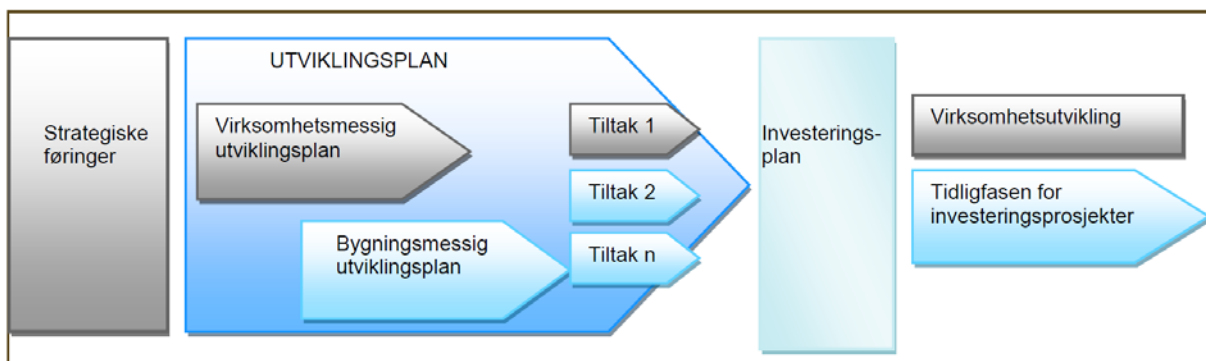 Strategiske
føringer
UTVIKLINGSPLAN
Virksomhetsmessig
utviklingsplan
Bygningsmessig
utviklingsplan
Tiltak 1
Tiltak 2
Tiltak n
Investerings-
plan
Virksomhetsutvikling
Tidligfasen for
investeringsprosjekter